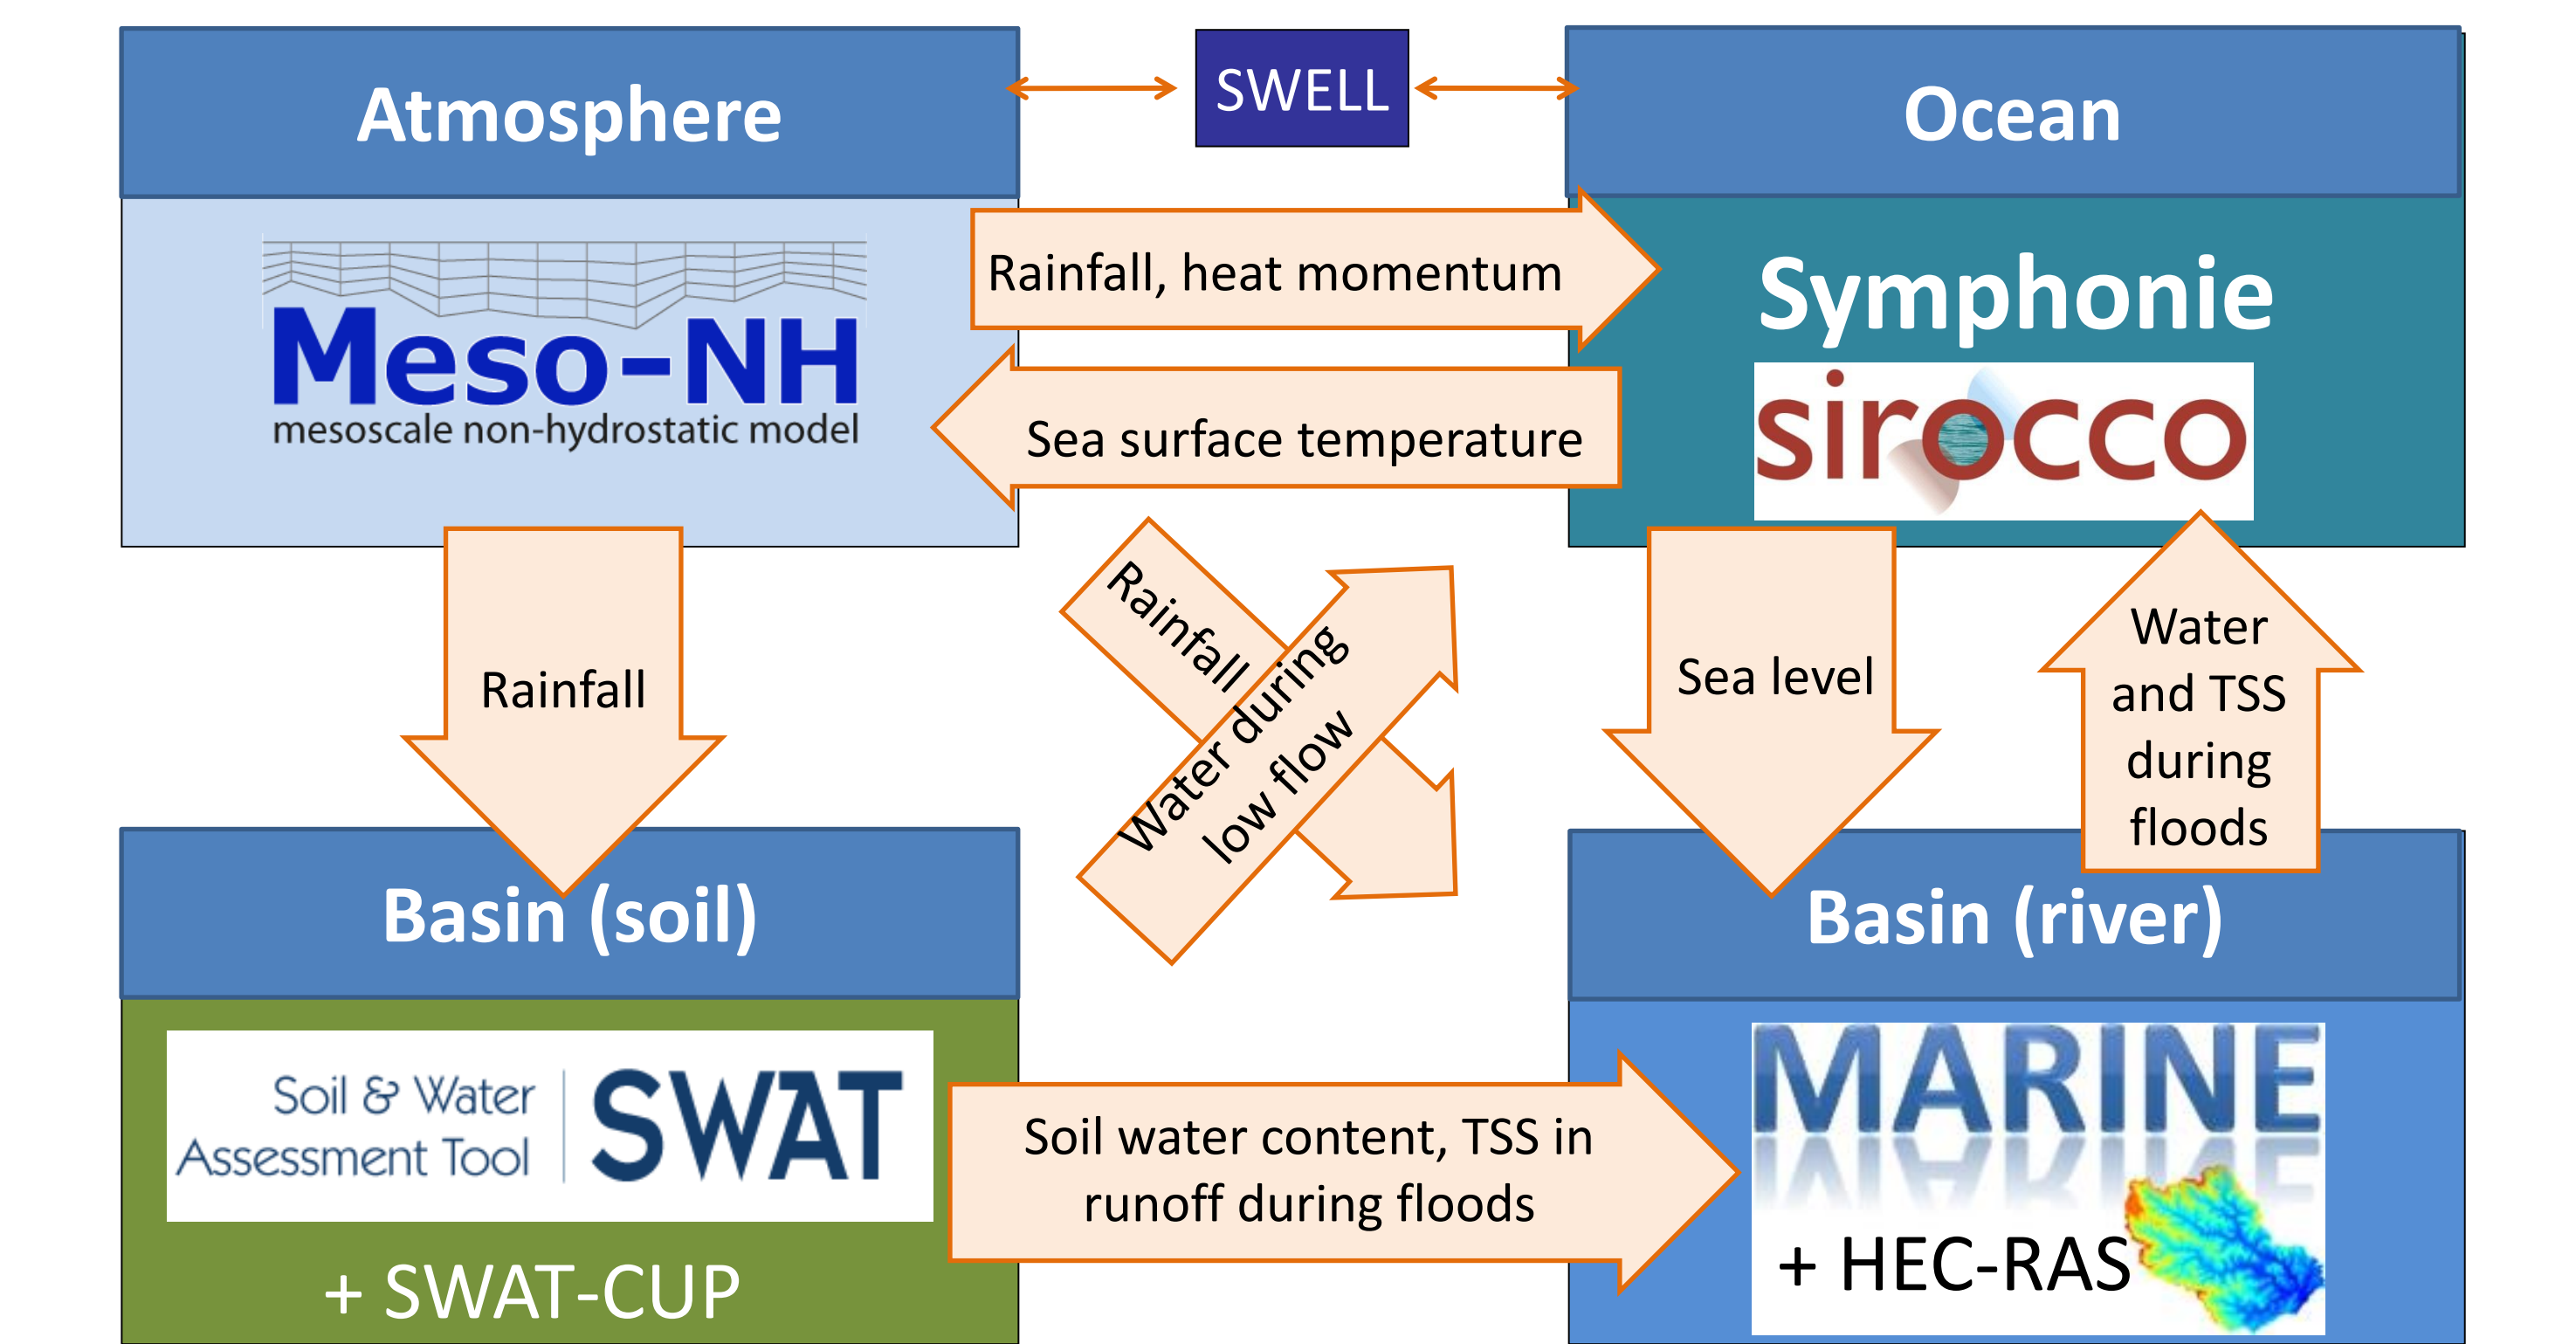 Atmosphere
SWELL
Ocean
Meso-NH
mesoscale non-hydrostatic model
Rainfall, heat momentum
Symphonie
sirocco
Sea surface temperature
Rainfall
Rainfall
Water during
low flow
Sea level
Water
and TSS
during
floods
Basin (soil)
Basin (river)
Soil & Water
Assessment Tool
SWAT
+ SWAT-CUP
Soil water content, TSS in
runoff during floods
MARINE
+ HEC-RAS